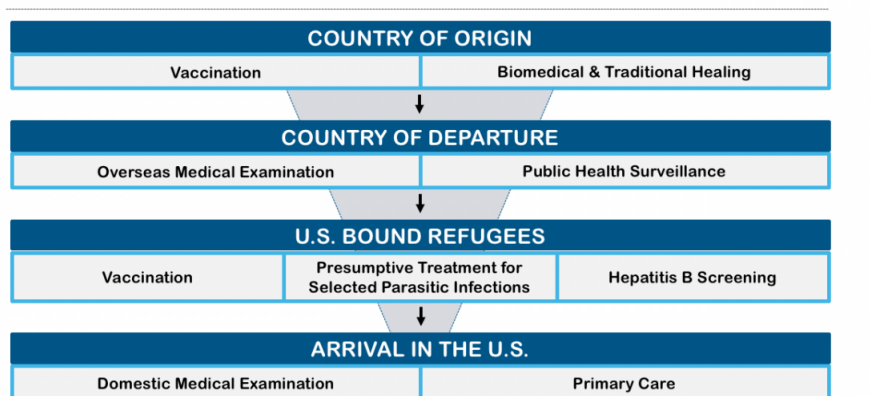 COUNTRY OF ORIGIN
Vaccination
Biomedical & Traditional Healing
COUNTRY OF DEPARTURE
Overseas Medical Examination
Public Health Surveillance
U.S. BOUND REFUGEES
Vaccination
Presumptive Treatment for
Selected Parasitic Infections
Hepatitis B Screening
ARRIVAL IN THE U.S.
Domestic Medical Examination
Primary Care